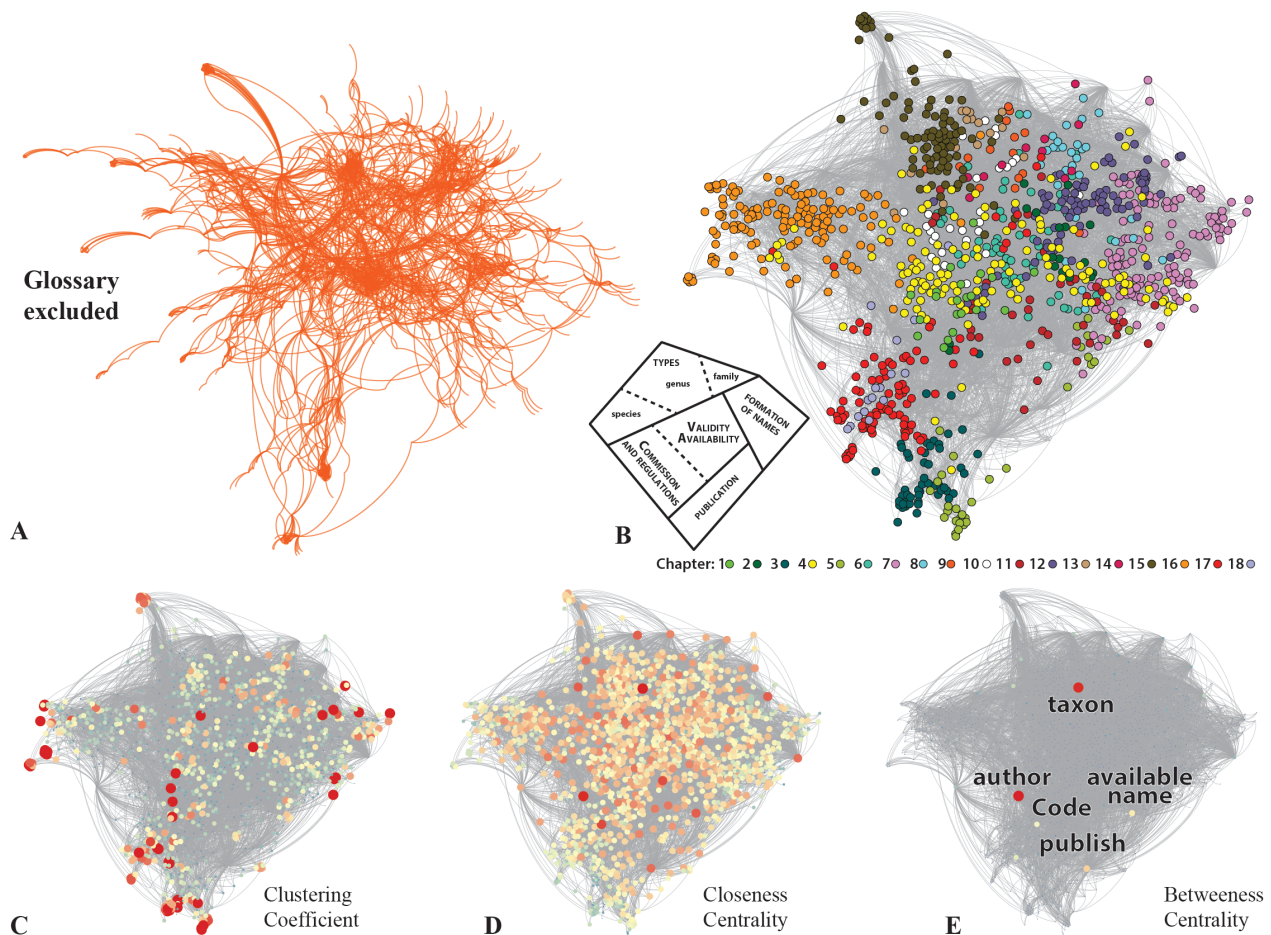 A
Glossary
excluded
TYPES
genus
family
species
FORMATION
OF NAMES
VALIDITY
AVAILABILITY
COMMISSION
AND REGULATIONS
PUBLICATION
B
Chapter: 1 2 3 4 5 6 7 8 9 10 11 12 13 14 15 16 17 18
C
Clustering
Coefficient
D
Closeness
Centrality
taxon
author available
name
Code
publish
E
Betweeness
Centrality